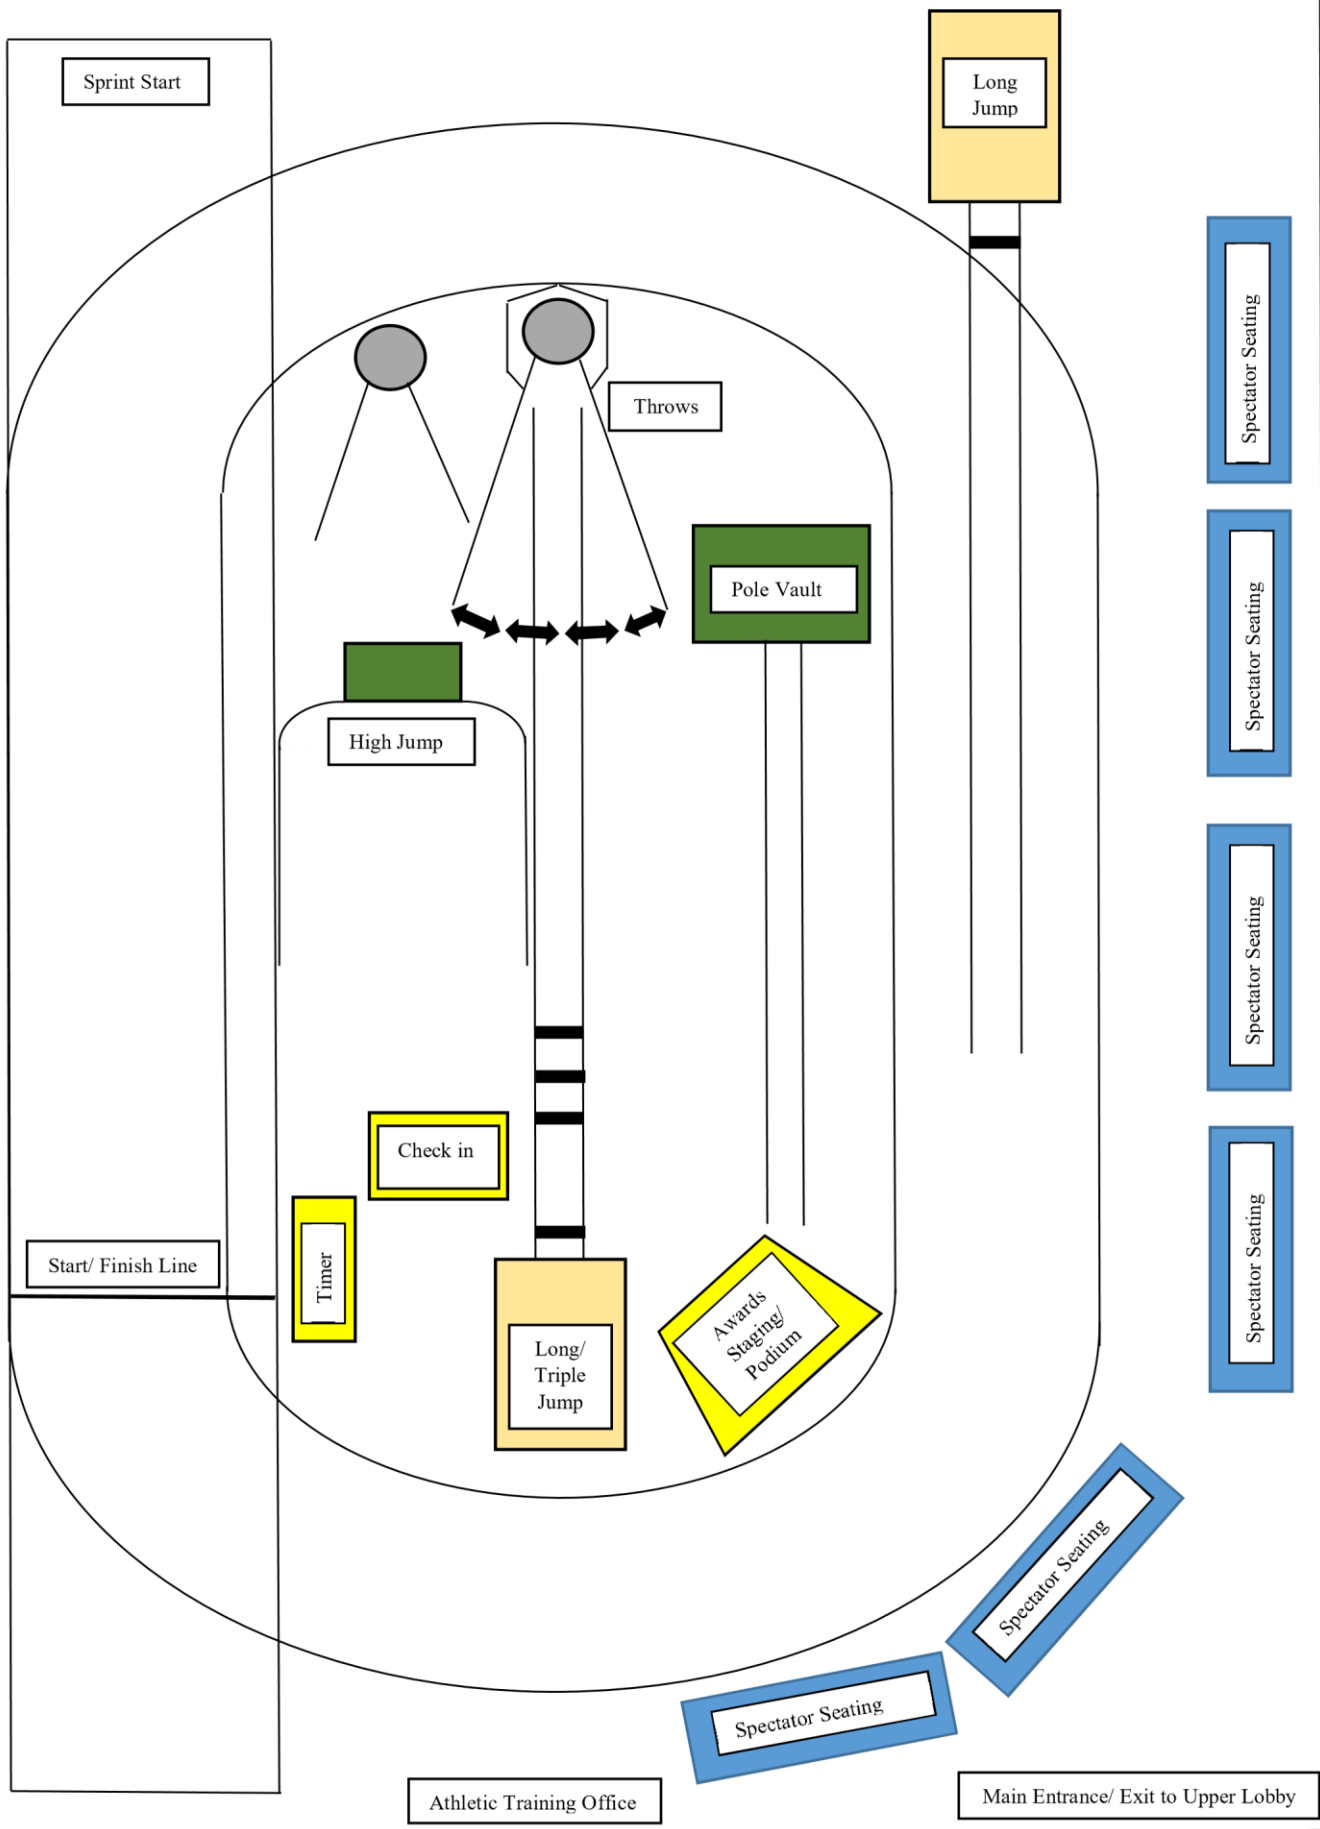 Sprint Start
Long
Jump
Spectator Seating
Throws
Pole Vault
Spectator Seating
High Jump
Spectator Seating
Check in
Start/ Finish Line
Timer
Spectator Seating
Long/
Triple
Jump
Awards
Staging/
Podium
Spectator Seating
Spectator Seating
Athletic Training Office
Main Entrance/ Exit to Upper Lobby